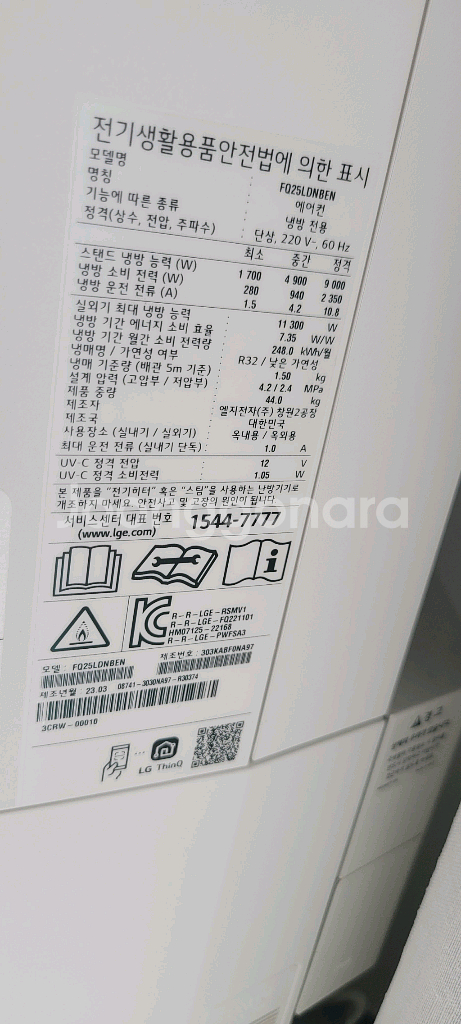 전기생활용품안전법에 의한 표시
모델명 : FQ25LDNBEN
명칭 : 에어컨
기능에 따른 종류 : 냉방 전용
정격(상수, 전압, 주파수) : 단상, 220 V~, 60 Hz
최소 중간 정격
스탠드 냉방 능력 (W) : 1 700 4 900 9 000
냉방 소비 전력 (W) : 280 940 2 350
냉방 운전 전류 (A) : 1.5 4.2 10.8
실외기 최대 냉방 능력 : 11 300 W
냉방 기간 에너지 소비 효율 : 7.35 W/W
냉방 기간 월간 소비 전력량 : 248.0 kWh/월
냉매명 / 가연성 여부 : R32 / 낮은 가연성
냉매 기준량 (배관 5m 기준) : 1.50 kg
설계 압력 (고압부 / 저압부) : 4.2 / 2.4 MPa
제품 중량 : 44.0 kg
제조자 : 엘지전자(주) 창원2공장
제조국 : 대한민국
사용장소 (실내기 / 실외기) : 옥내용 / 옥외용
최대 운전 전류 (실내기 단독) : 1.0 A
UV-C 정격 전압 : 12 V
UV-C 정격 소비전력 : 1.05 W
본 제품을 "전기히터" 혹은 "스팀"을 사용하는 난방기기로
개조하지 마세요. 안전사고 및 고장의 원인이 됩니다.
서비스센터 대표 번호 1544-7777
(www.lge.com)
R-R-LGE-RSMV1
R-R-LGE-FQ221101
HM07125-22168
R-R-LGE-PWFSA3
모델 : FQ25LDNBEN 제조번호 : 303KABF0NA97
제조년월 : 23.03 06741-3030NA97-R30374
3CRW-00010
LG ThinQ
경고